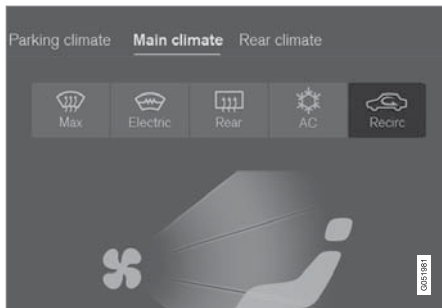 Parking climate Main climate Rear climate
Max Electric Rear AC Recirc
G051981